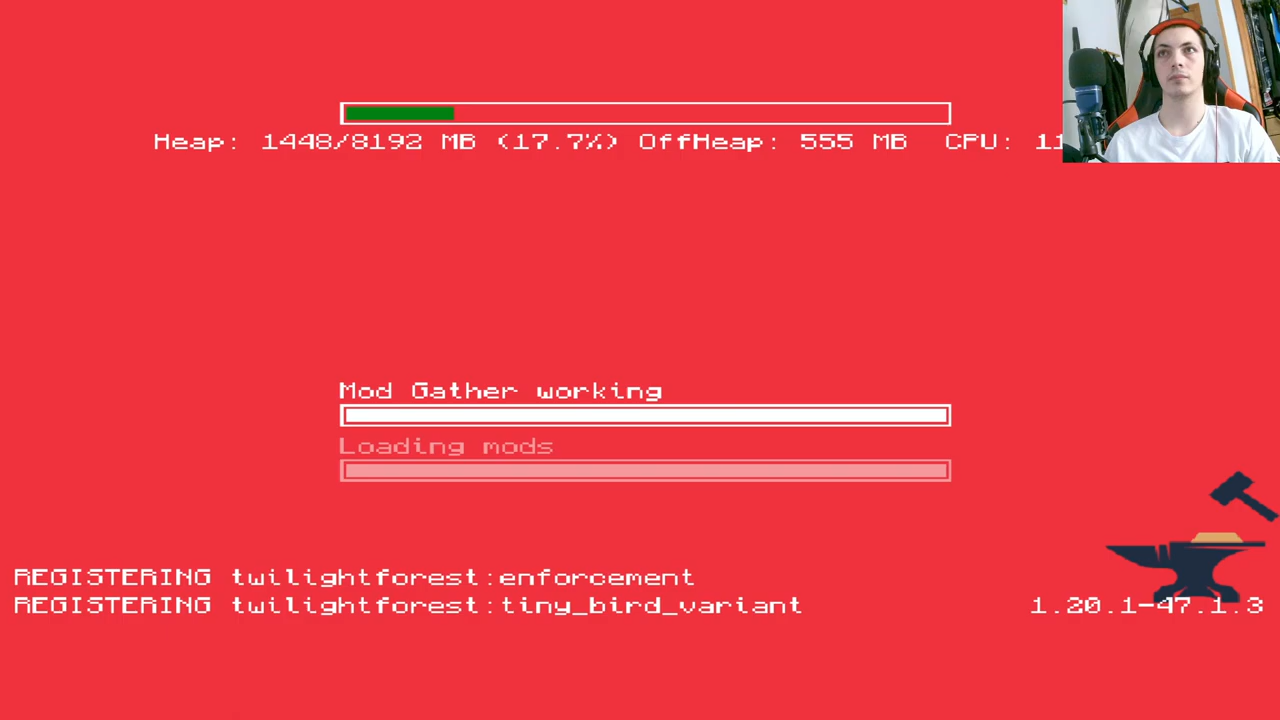 Heap: 1448/8192 MB (17.7%) OffHeap: 555 MB CPU: 11
Mod Gather working
Loading mods
REGISTERING twilightforest:enforcement
REGISTERING twilightforest:tiny_bird_variant
1.20.1-47.1.3